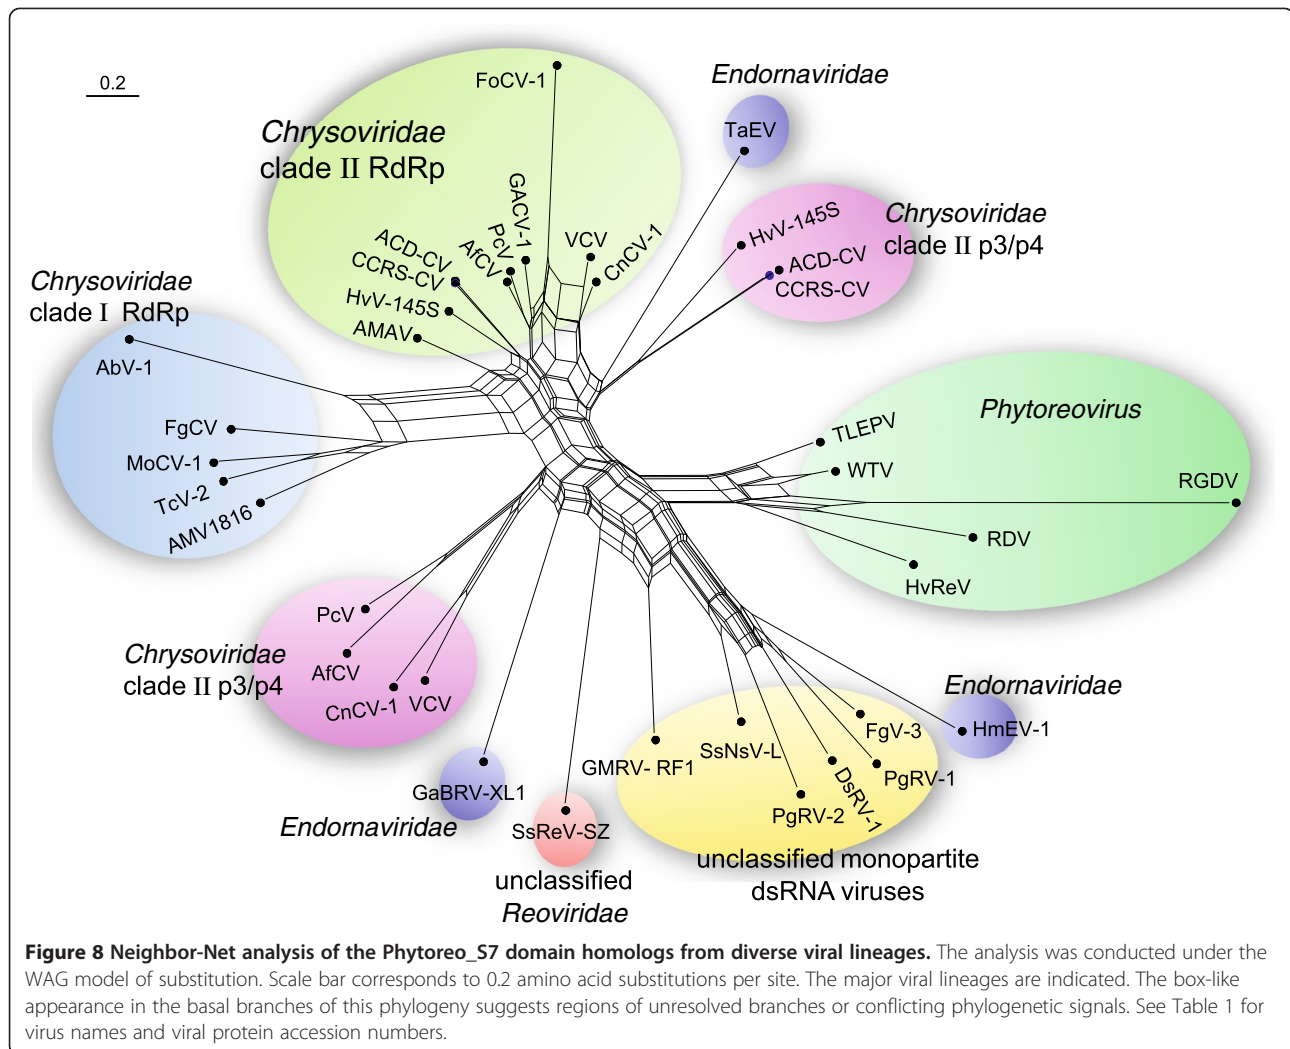 0.2
FoCV-1
Endornaviridae
TaEV
Chrysoviridae
clade II RdRp
GACV-1
PcV
AfCV
ACD-CV
CCRS-CV
HvV-145S
AMAV
VCV
CnCV-1
HvV-145S
ACD-CV
CCRS-CV
Chrysoviridae
clade II p3/p4
Chrysoviridae
clade I RdRp
AbV-1
FgCV
MoCV-1
TcV-2
AMV1816
Phytoreovirus
TLEPV
WTV
RGDV
RDV
HvReV
PcV
AfCV
CnCV-1
VCV
Chrysoviridae
clade II p3/p4
GaBRV-XL1
Endornaviridae
SsReV-SZ
unclassified
Reoviridae
GMRV- RF1
SsNsV-L
PgRV-2
DsRV-1
FgV-3
PgRV-1
unclassified monopartite
dsRNA viruses
Endornaviridae
HmEV-1
Figure 8 Neighbor-Net analysis of the Phytoreo_S7 domain homologs from diverse viral lineages. The analysis was conducted under the
WAG model of substitution. Scale bar corresponds to 0.2 amino acid substitutions per site. The major viral lineages are indicated. The box-like
appearance in the basal branches of this phylogeny suggests regions of unresolved branches or conflicting phylogenetic signals. See Table 1 for
virus names and viral protein accession numbers.